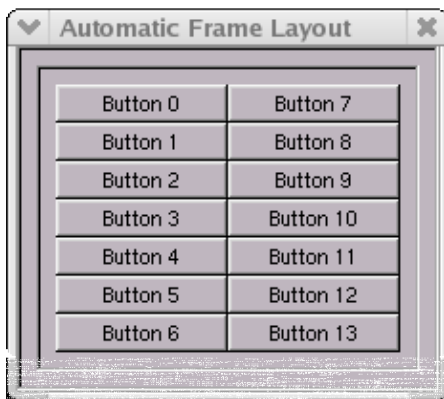 Automatic Frame Layout
Button 0 Button 7
Button 1 Button 8
Button 2 Button 9
Button 3 Button 10
Button 4 Button 11
Button 5 Button 12
Button 6 Button 13